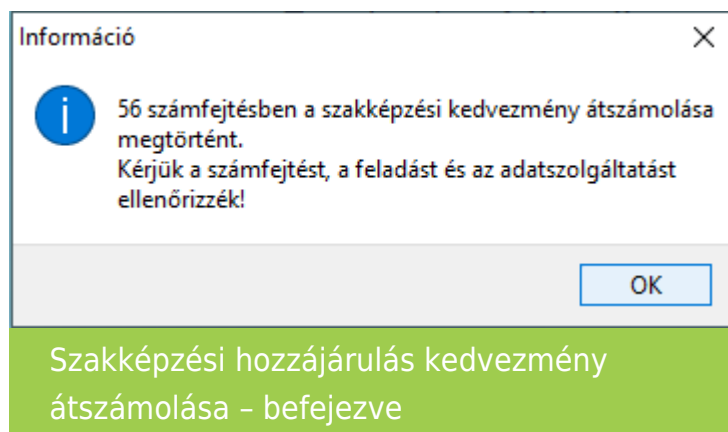 Információ
56 számfejtésben a szakképzési kedvezmény átszámolása
megtörtént.
Kérjük a számfejtést, a feladást és az adatszolgáltatást
ellenőrizzék!
OK
Szakképzési hozzájárulás kedvezmény
átszámolása – befejezve